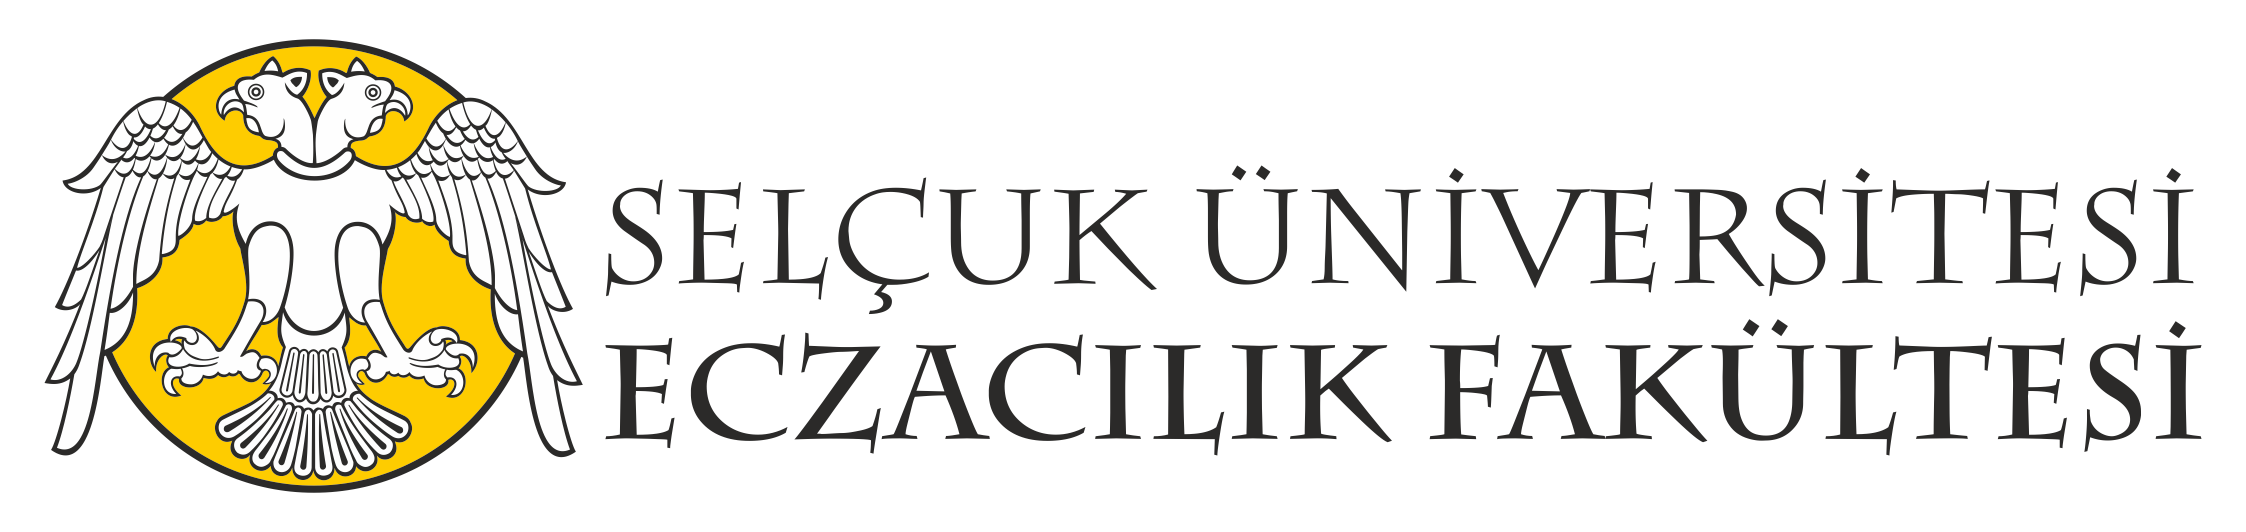 SELÇUK ÜNİVERSİTESİ
ECZACILIK FAKÜLTESİ